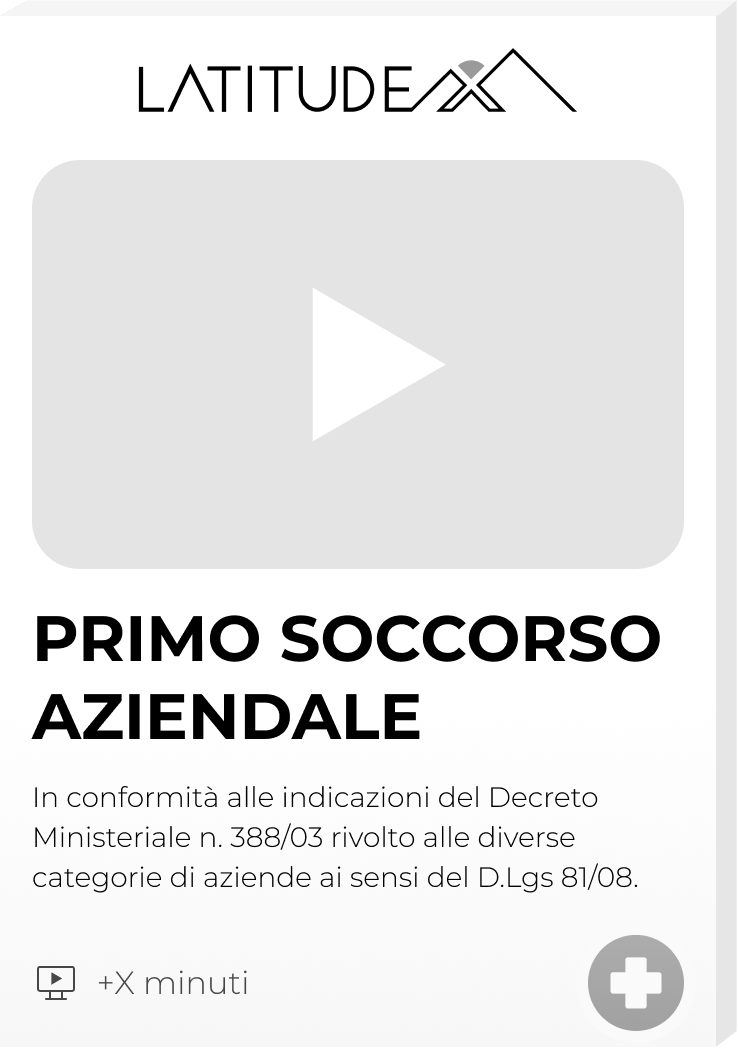 LATITUDEX
PRIMO SOCCORSO
AZIENDALE
In conformità alle indicazioni del Decreto
Ministeriale n. 388/03 rivolto alle diverse
categorie di aziende ai sensi del D.Lgs 81/08.
+X minuti